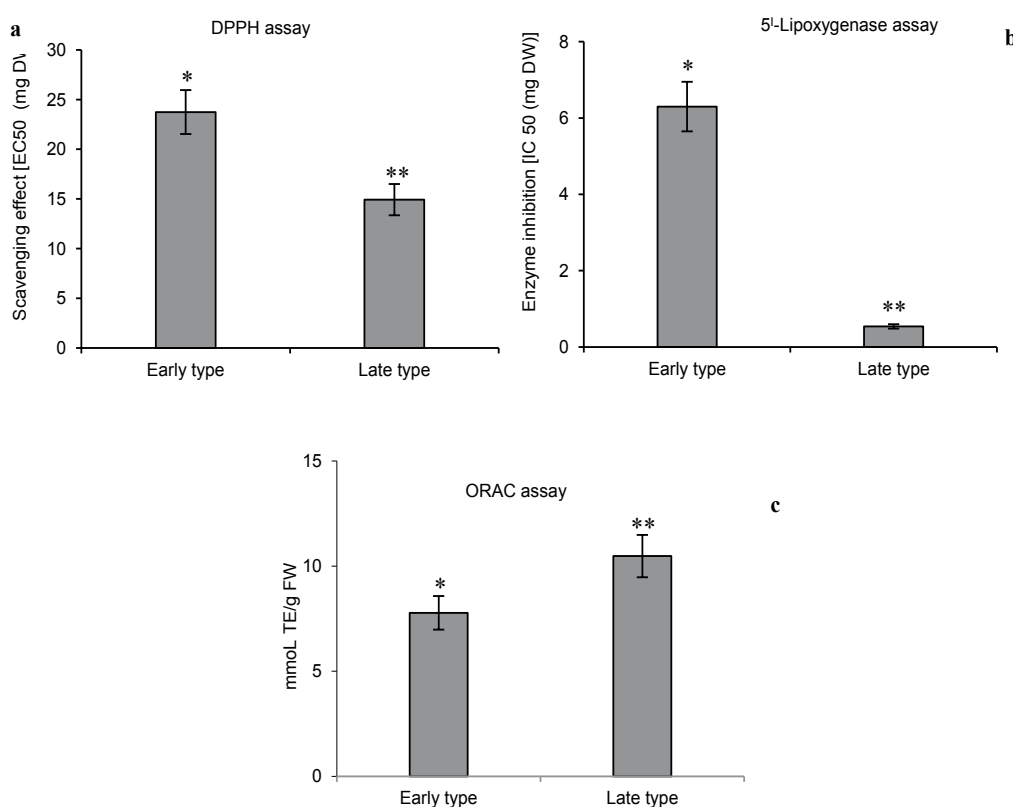 a
DPPH assay
Scavenging effect [EC50 (mg
30
25
20
15
10
5
0
*
**
Early type
Late type
5ᴵ-Lipoxygenase assay
b
Enzyme inhibition [IC 50 (mg DW)]
8
6
4
2
0
*
**
Early type
Late type
ORAC assay
c
mmoL TE/g FW
15
10
5
0
*
**
Early type
Late type